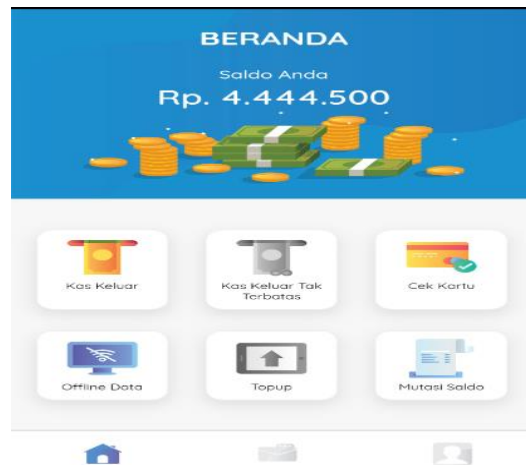 BERANDA
Saldo Anda
Rp. 4.444.500
Kas Keluar
Kas Keluar Tak
Terbatas
Cek Kartu
Offline Data
Topup
Mutasi Saldo